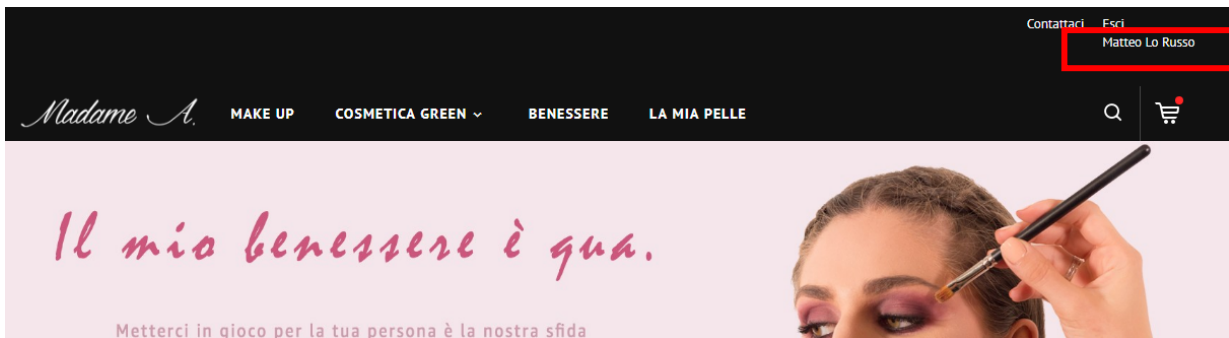 Contattaci Esci
Matteo Lo Russo
Madame A. MAKE UP COSMETICA GREEN BENESSERE LA MIA PELLE
Il mio benessere è qua.
Metterci in gioco per la tua persona è la nostra sfida